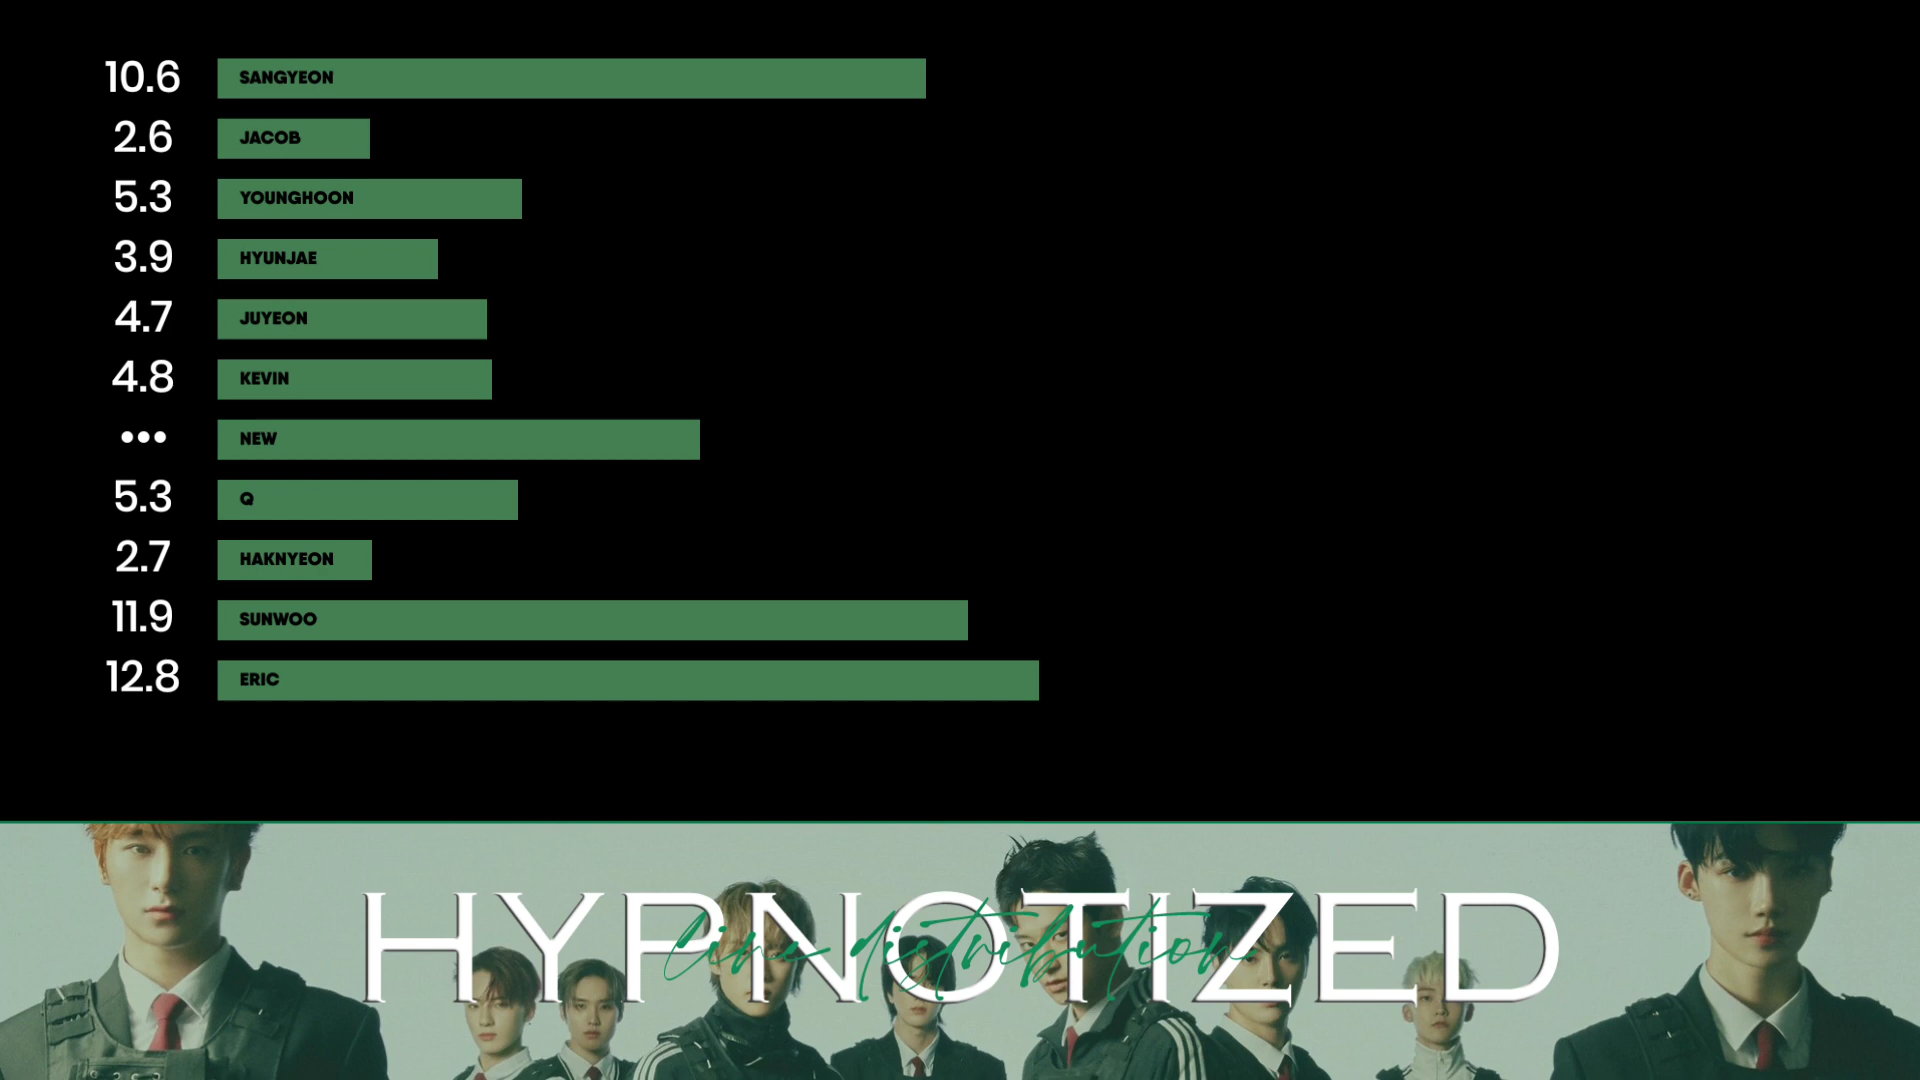 10.6 SANGYEON
2.6 JACOB
5.3 YOUNGHOON
3.9 HYUNJAE
4.7 JUYEON
4.8 KEVIN
••• NEW
5.3 Q
2.7 HAKNYEON
11.9 SUNWOO
12.8 ERIC
HYPNOTIZED
line distribution